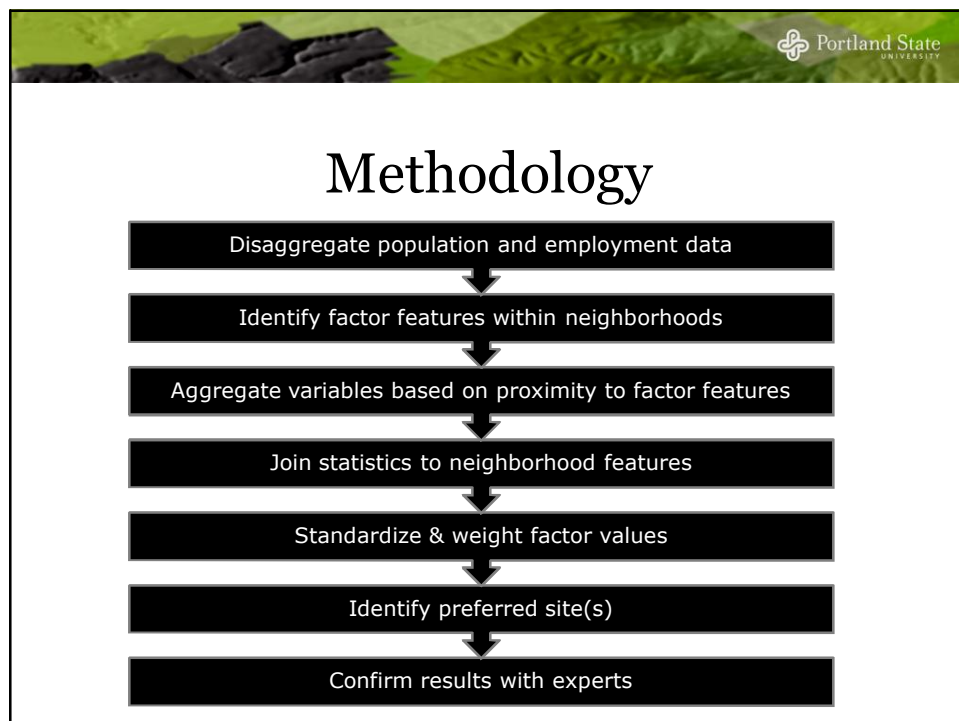 Portland State
UNIVERSITY
Methodology
Disaggregate population and employment data
Identify factor features within neighborhoods
Aggregate variables based on proximity to factor features
Join statistics to neighborhood features
Standardize & weight factor values
Identify preferred site(s)
Confirm results with experts